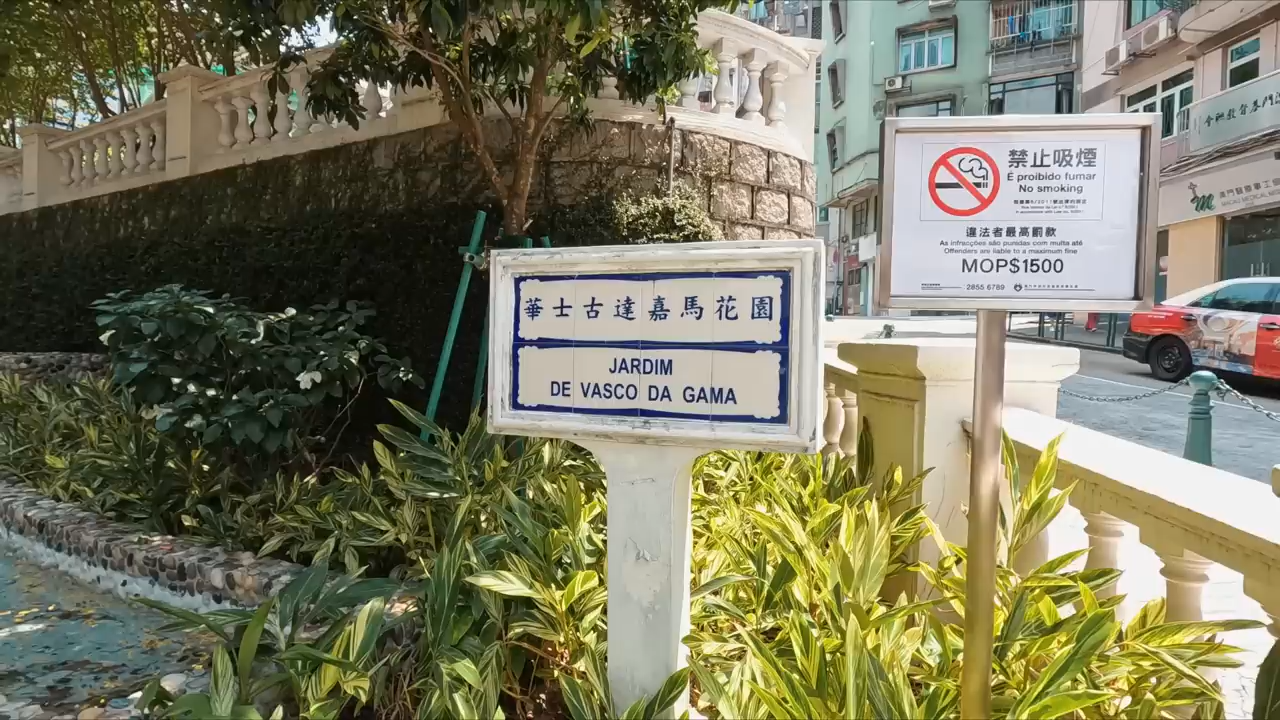 華士古達嘉馬花園
JARDIM
DE VASCO DA GAMA
禁止吸煙
É proibido fumar
No smoking
違法者最高罰款
As infracções são punidas com multa até
Offenders are liable to a maximum fine
MOP$1500
2855 6789